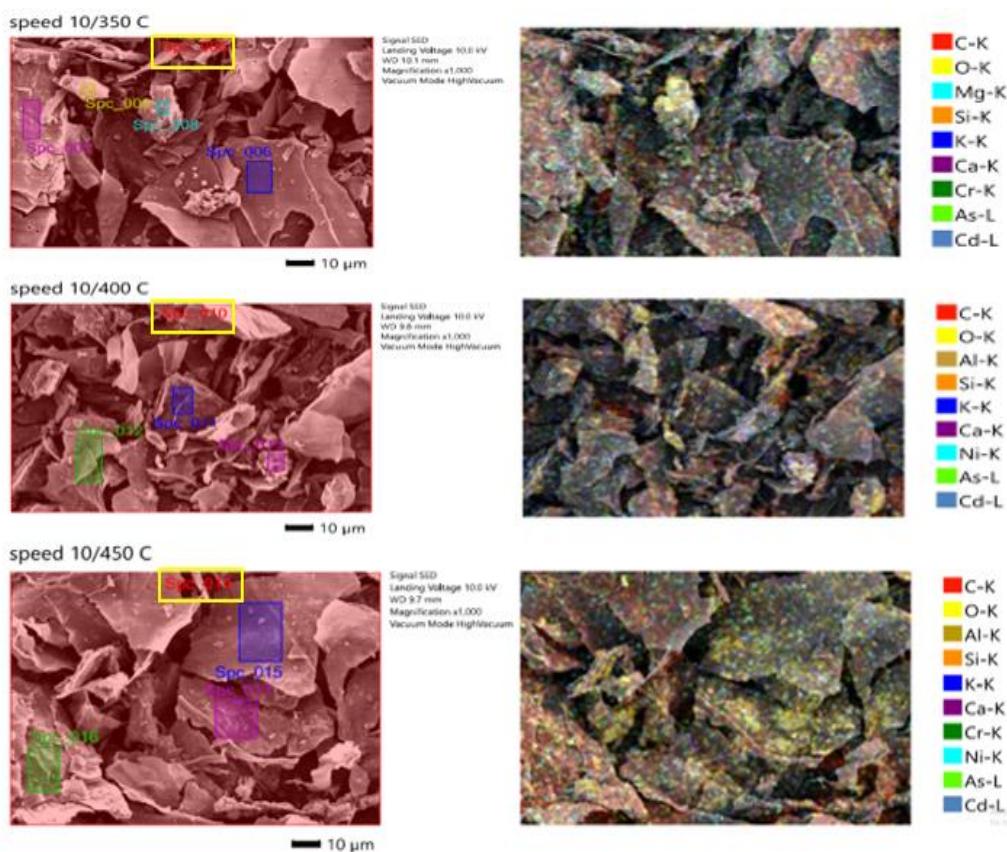 speed 10/350 C
Signal SED
Landing Voltage 10.0 kV
WD 10.1 mm
Magnification x1,000
Vacuum Mode HighVacuum
Spc_008
Spc_006
10 µm
C-K
O-K
Mg-K
Si-K
K-K
Ca-K
Cr-K
As-L
Cd-L
speed 10/400 C
Spc_010
Signal SED
Landing Voltage 10.0 kV
WD 9.8 mm
Magnification x1,000
Vacuum Mode HighVacuum
10 µm
C-K
O-K
Al-K
Si-K
K-K
Ca-K
Ni-K
As-L
Cd-L
speed 10/450 C
Signal SED
Landing Voltage 10.0 kV
WD 9.7 mm
Magnification x1,000
Vacuum Mode HighVacuum
Spc_015
Spc_016
10 µm
C-K
O-K
Al-K
Si-K
K-K
Ca-K
Cr-K
Ni-K
As-L
Cd-L